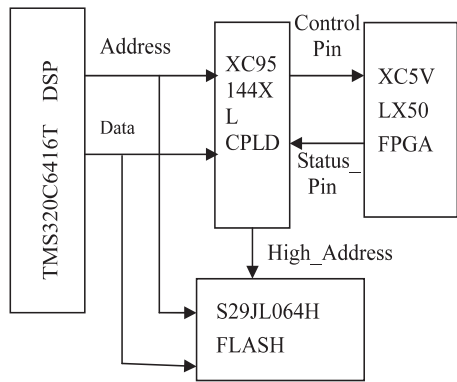 TMS320C6416T DSP
Address
Data
XC95
144X
L
CPLD
Control
Pin
Status_
Pin
XC5V
LX50
FPGA
High_Address
S29JL064H
FLASH